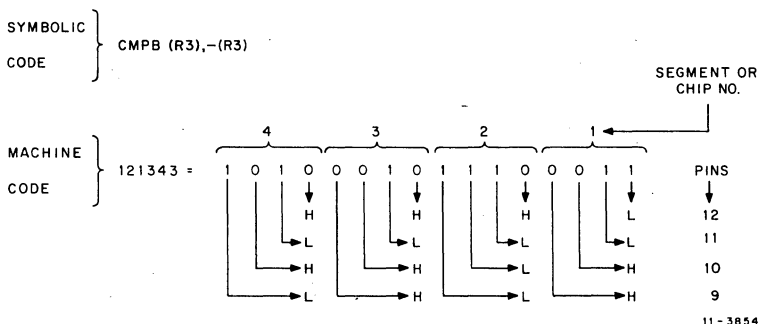 SYMBOLIC
CODE
CMPB (R3),-(R3)
SEGMENT OR
CHIP NO.
4 3 2 1
MACHINE
CODE
121343 = 1 0 1 0 0 0 1 0 1 1 1 0 0 0 1 1 PINS
H H H L 12
L L L L 11
H H L H 10
L H L H 9
11-3854